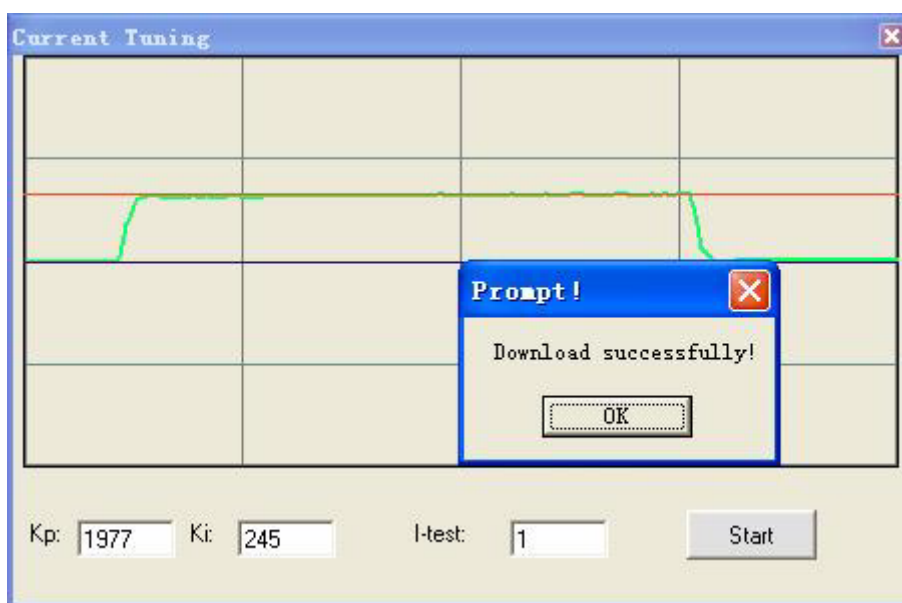 Current Tuning
Prompt!
Download successfully!
OK
Kp: 1977 Ki: 245 I-test: 1 Start